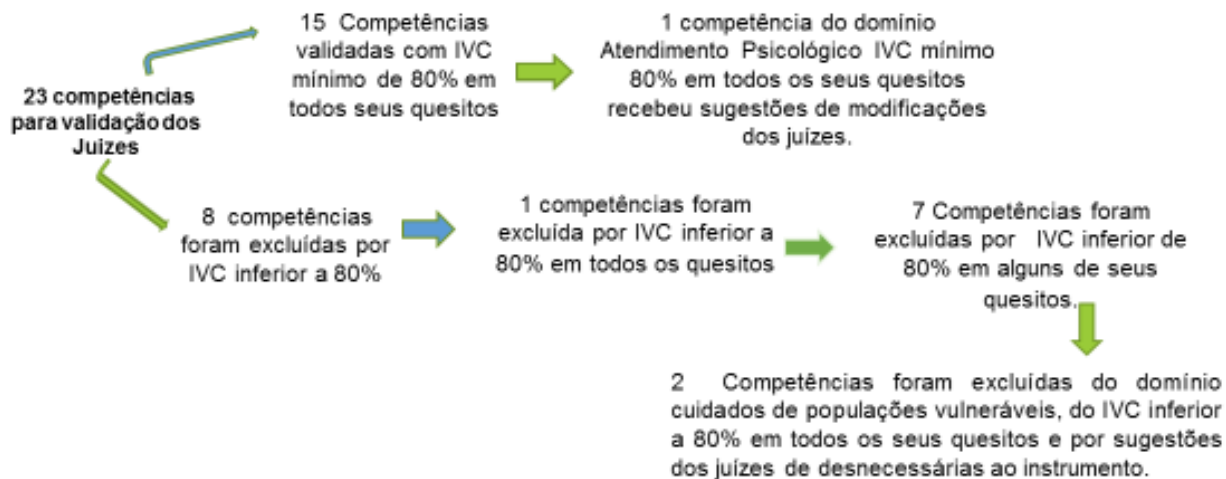 15 Competências
validadas com IVC
mínimo de 80% em
todos seus quesitos
1 competência do domínio
Atendimento Psicológico IVC mínimo
80% em todos os seus quesitos
recebeu sugestões de modificações
dos juízes.
23 competências
para validação dos
Juizes
8 competências
foram excluídas por
IVC inferior a 80%
1 competências foram
excluída por IVC inferior a
80% em todos os quesitos
7 Competências foram
excluídas por IVC inferior de
80% em alguns de seus
quesitos.
2 Competências foram excluídas do domínio
cuidados de populações vulneráveis, do IVC inferior
a 80% em todos os seus quesitos e por sugestões
dos juízes de desnecessárias ao instrumento.